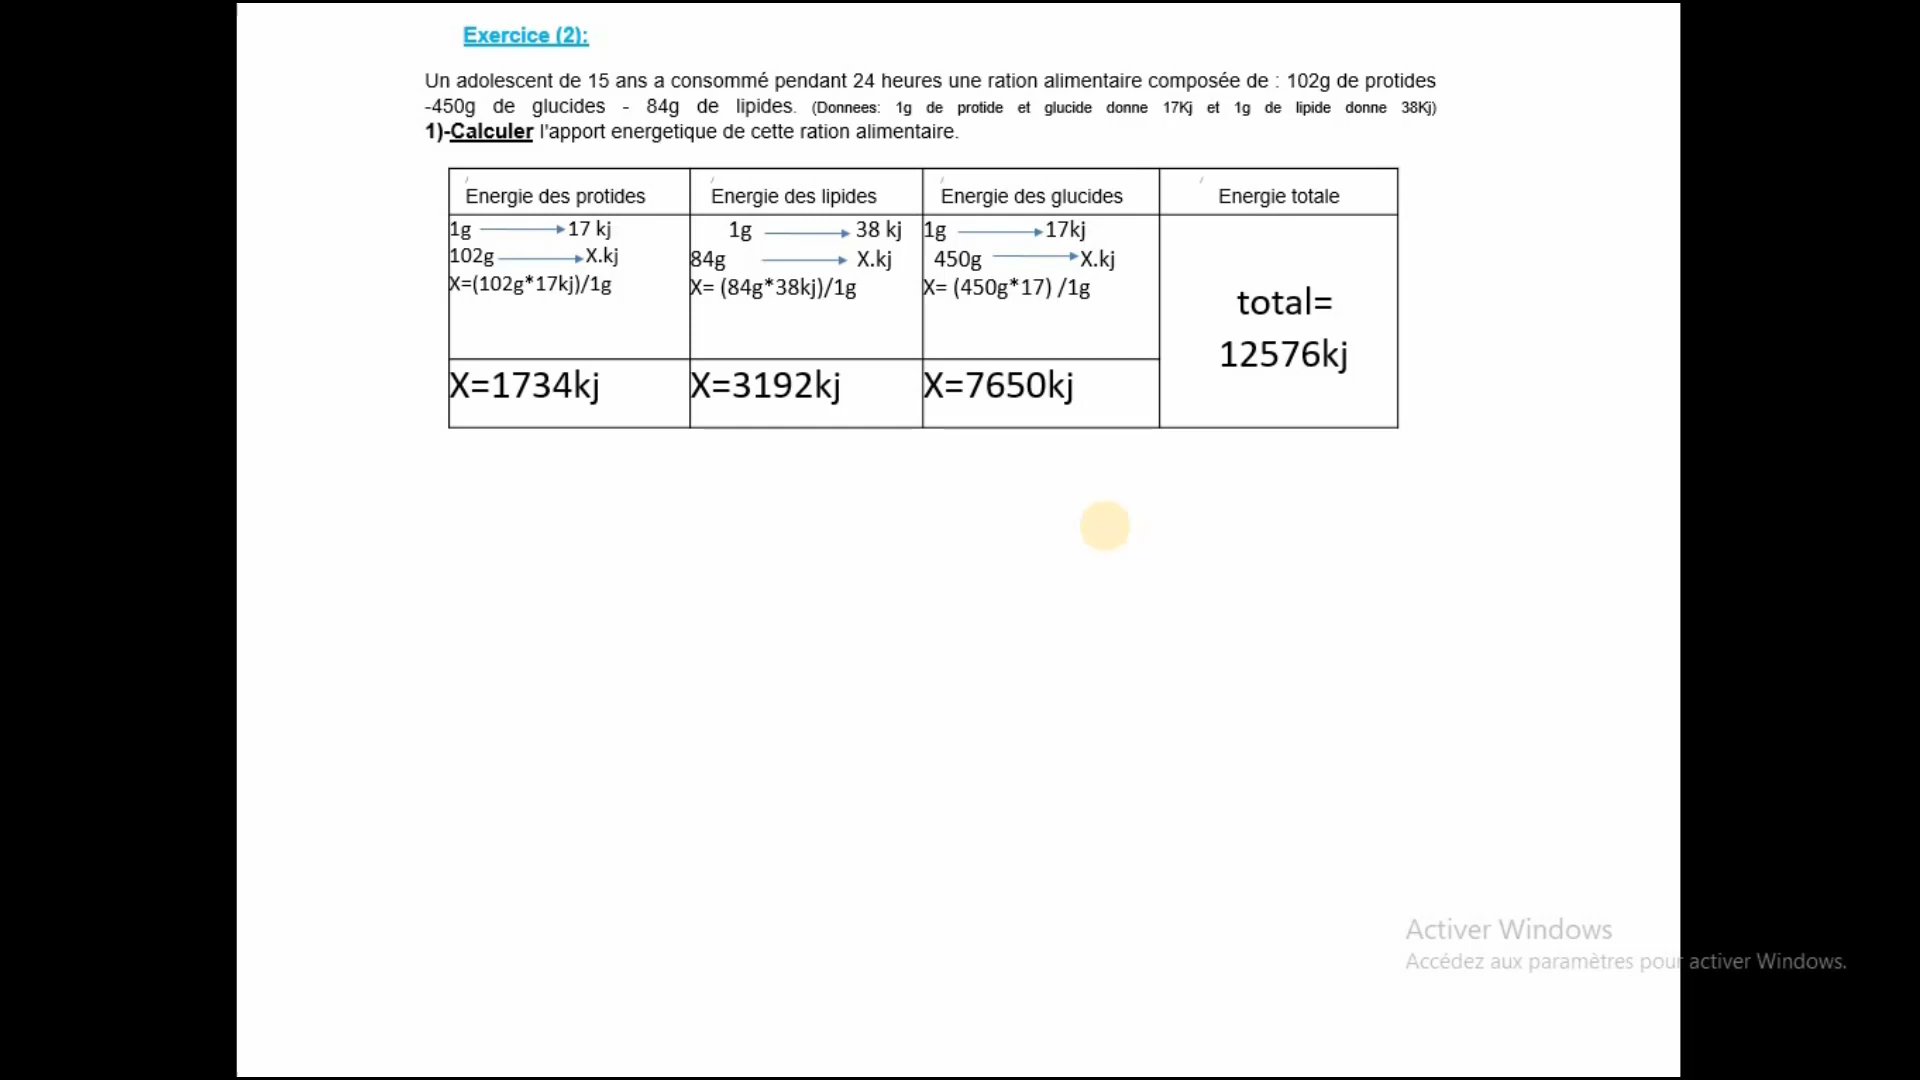 Exercice (2):
Un adolescent de 15 ans a consommé pendant 24 heures une ration alimentaire composée de : 102g de protides
-450g de glucides - 84g de lipides. (Donnees: 1g de protide et glucide donne 17Kj et 1g de lipide donne 38Kj)
1)-Calculer l'apport energetique de cette ration alimentaire.
Energie des protides Energie des lipides Energie des glucides Energie totale
1g 17 kj
102g X.kj
X=(102g*17kj)/1g
1g 38 kj
84g X.kj
X= (84g*38kj)/1g
1g 17kj
450g X.kj
X= (450g*17) /1g
total=
12576kj
X=1734kj X=3192kj X=7650kj
Activer Windows
Accédez aux paramètres pour activer Windows.